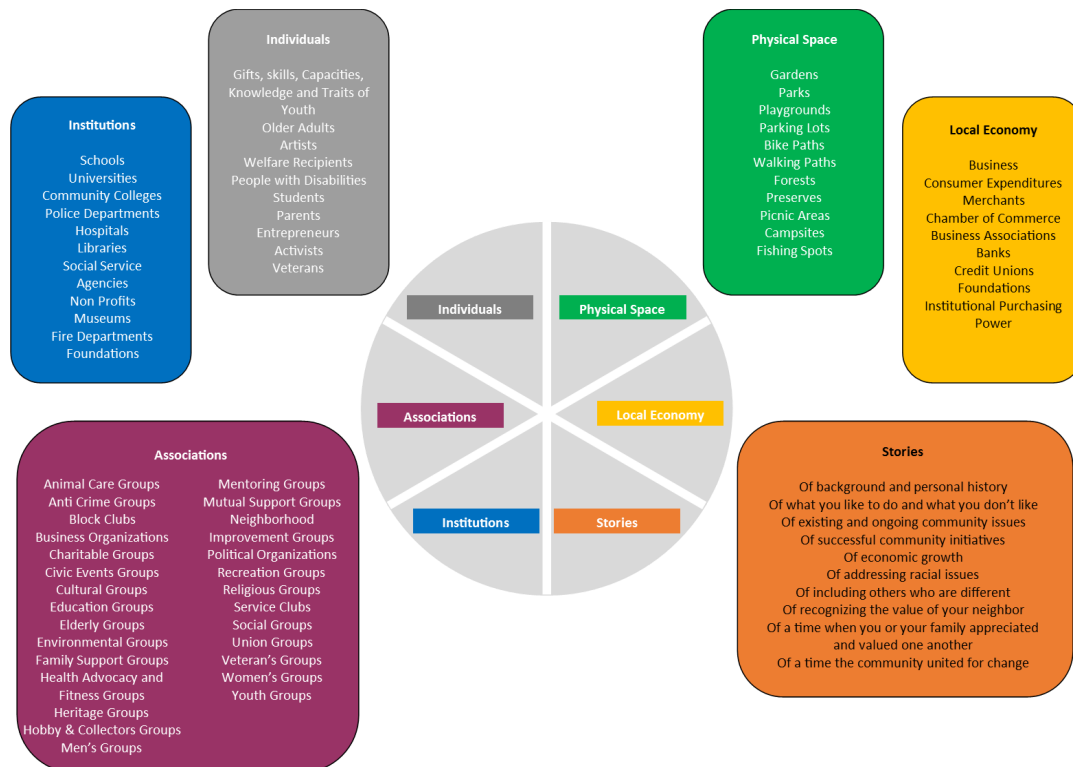 Individuals
Gifts, skills, Capacities,
Knowledge and Traits of
Youth
Older Adults
Artists
Welfare Recipients
People with Disabilities
Students
Parents
Entrepreneurs
Activists
Veterans
Physical Space
Gardens
Parks
Playgrounds
Parking Lots
Bike Paths
Walking Paths
Forests
Preserves
Picnic Areas
Campsites
Fishing Spots
Institutions
Schools
Universities
Community Colleges
Police Departments
Hospitals
Libraries
Social Service
Agencies
Non Profits
Museums
Fire Departments
Foundations
Local Economy
Business
Consumer Expenditures
Merchants
Chamber of Commerce
Business Associations
Banks
Credit Unions
Foundations
Institutional Purchasing
Power
Individuals
Physical Space
Associations
Local Economy
Institutions
Stories
Associations
Animal Care Groups
Anti Crime Groups
Block Clubs
Business Organizations
Charitable Groups
Civic Events Groups
Cultural Groups
Education Groups
Elderly Groups
Environmental Groups
Family Support Groups
Health Advocacy and
Fitness Groups
Heritage Groups
Hobby & Collectors Groups
Men's Groups
Mentoring Groups
Mutual Support Groups
Neighborhood
Improvement Groups
Political Organizations
Recreation Groups
Religious Groups
Service Clubs
Social Groups
Union Groups
Veteran's Groups
Women's Groups
Youth Groups
Stories
Of background and personal history
Of what you like to do and what you don't like
Of existing and ongoing community issues
Of successful community initiatives
Of economic growth
Of addressing racial issues
Of including others who are different
Of recognizing the value of your neighbor
Of a time when you or your family appreciated
and valued one another
Of a time the community united for change